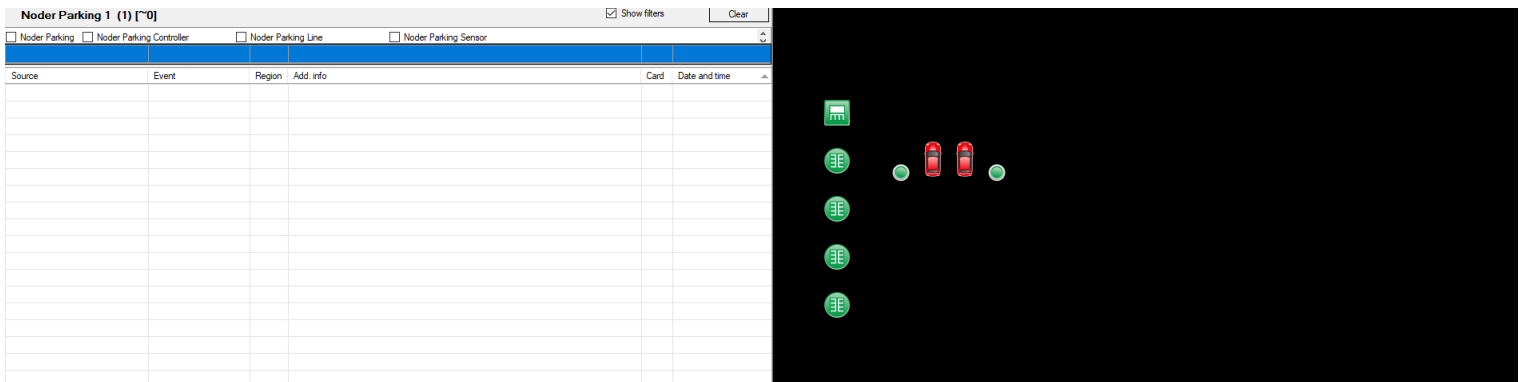 Noder Parking 1 (1) [~0] Show filters Clear
Noder Parking Noder Parking Controller Noder Parking Line Noder Parking Sensor
Source Event Region Add. info Card Date and time